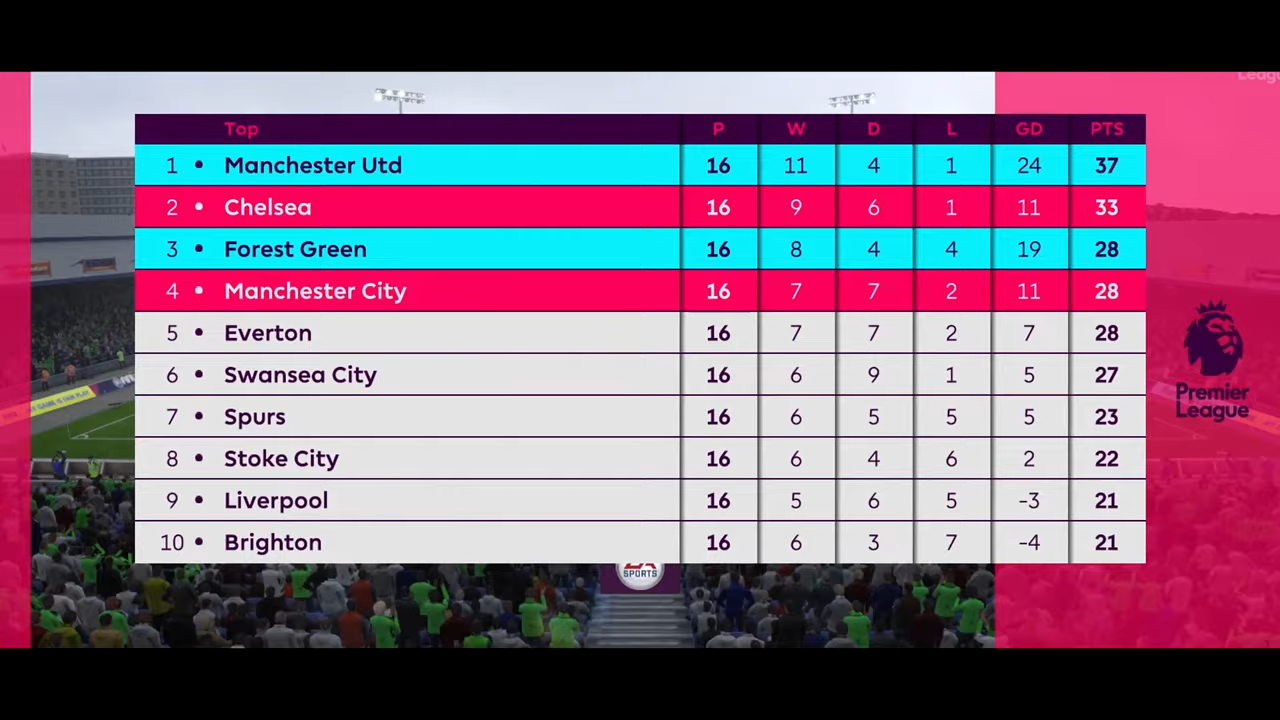 Leagu
Top P W D L GD PTS
1 • Manchester Utd 16 11 4 1 24 37
2 • Chelsea 16 9 6 1 11 33
3 • Forest Green 16 8 4 4 19 28
4 • Manchester City 16 7 7 2 11 28
5 • Everton 16 7 7 2 7 28
6 • Swansea City 16 6 9 1 5 27
7 • Spurs 16 6 5 5 5 23
8 • Stoke City 16 6 4 6 2 22
9 • Liverpool 16 5 6 5 -3 21
10 • Brighton 16 6 3 7 -4 21
Premier
League
EA
SPORTS